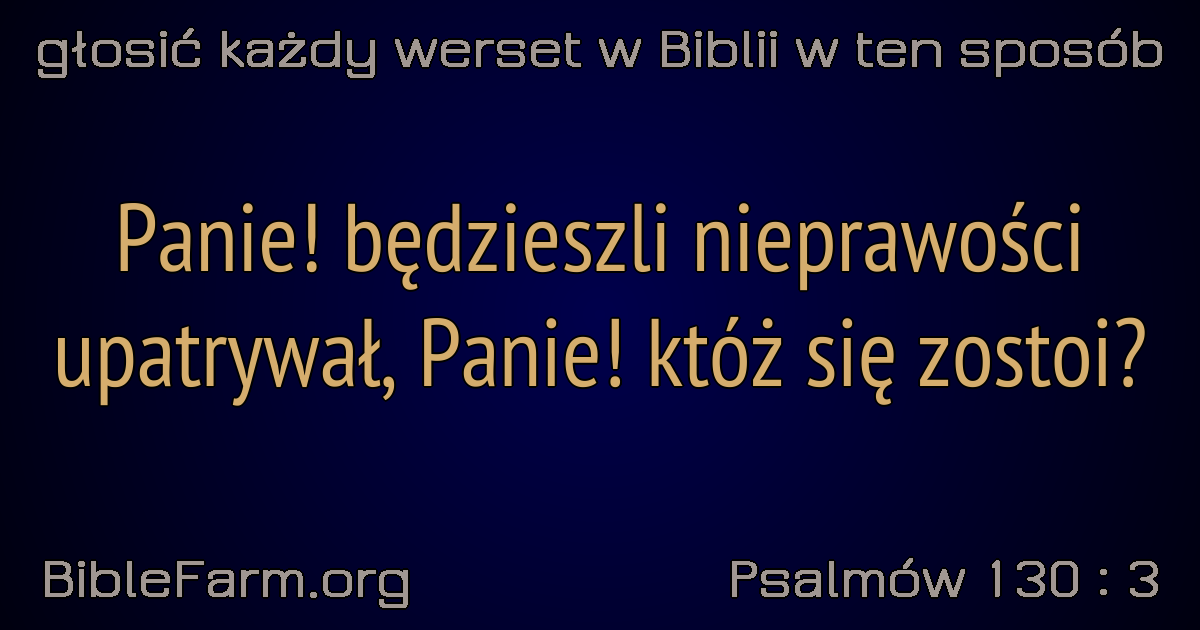 głosić każdy werset w Biblii w ten sposób
Panie! będzieszli nieprawości
upatrywał, Panie! któż się zostoi?
BibleFarm.org
Psalmów 130 : 3